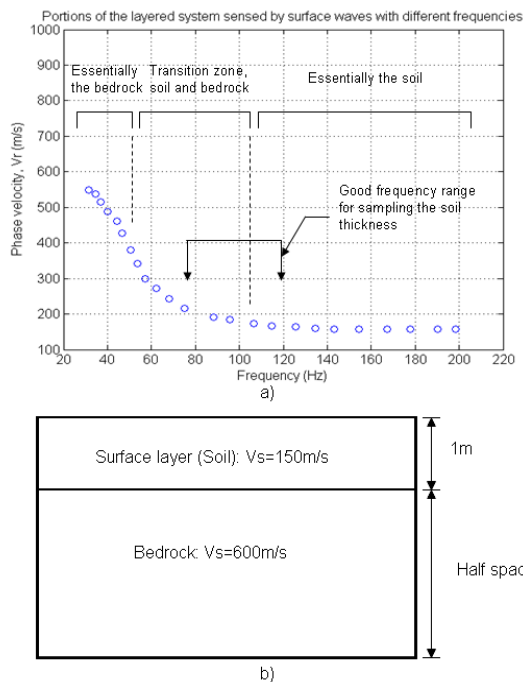 Portions of the layered system sensed by surface waves with different frequencies
1000
900
800
700
600
500
400
300
200
100
Phase velocity, Vr (m/s)
Essentially
the bedrock
Transition zone,
soil and bedrock
Essentially the soil
Good frequency range
for sampling the soil
thickness
20
40
60
80
100
120
140
160
180
200
220
Frequency (Hz)
a)
Surface layer (Soil): Vs=150m/s
1m
Bedrock: Vs=600m/s
Half spac
b)